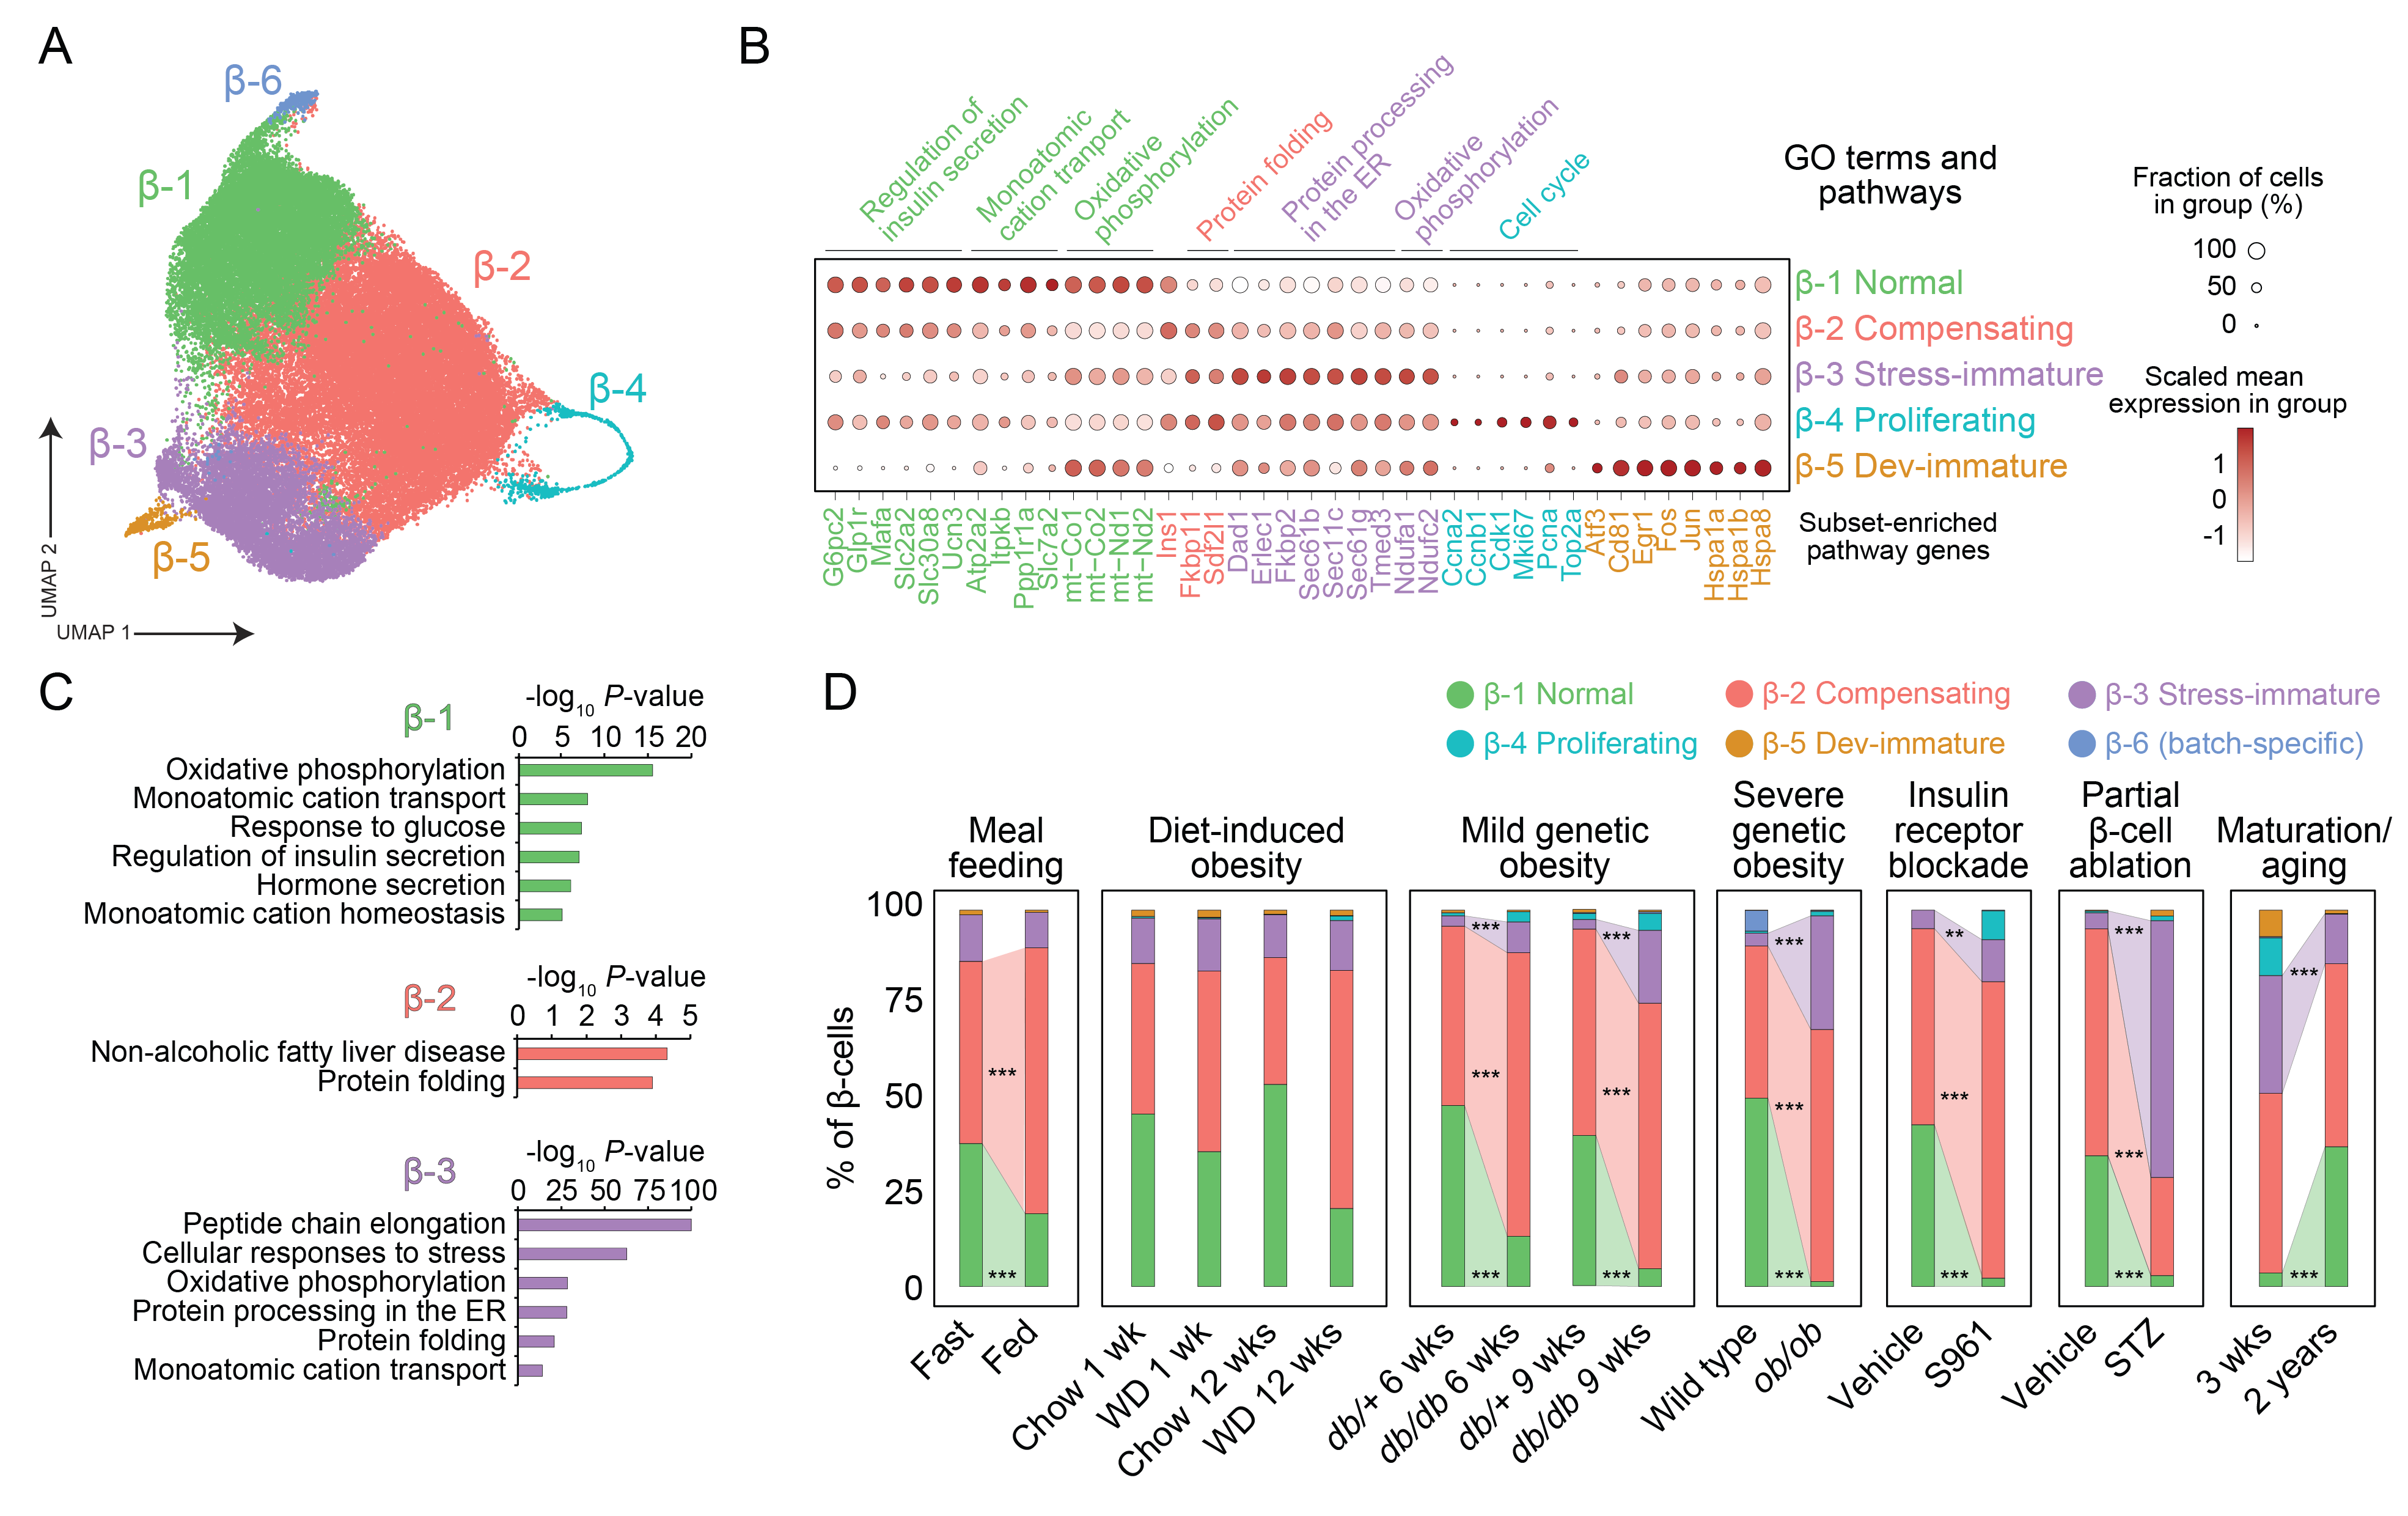 A
β-6
β-1
β-2
β-4
β-3
β-5
UMAP 2
UMAP 1
B
Regulation of
insulin secretion
Monoatomic
cation tranport
Oxidative
phosphorylation
Protein folding
Protein processing
in the ER
Oxidative
phosphorylation
Cell cycle
GO terms and
pathways
β-1 Normal
β-2 Compensating
β-3 Stress-immature
β-4 Proliferating
β-5 Dev-immature
Subset-enriched
pathway genes
G6pc2
Glp1r
Mafa
Slc2a2
Slc30a8
Ucn3
Atp2a2
Itpkb
Ppp1r1a
Slc7a2
mt−Co1
mt−Co2
mt−Nd1
mt−Nd2
Ins1
Fkbp11
Sdf2l1
Dad1
Erlec1
Fkbp2
Sec61b
Sec11c
Sec61g
Tmed3
Ndufa1
Ndufc2
Ccna2
Ccnb1
Cdk1
Mki67
Pcna
Top2a
Atf3
Cd81
Egr1
Fos
Jun
Hspa1a
Hspa1b
Hspa8
Fraction of cells
in group (%)
100
50
0
Scaled mean
expression in group
1
0
-1
C
β-1
-log10 P-value
0 5 10 15 20
Oxidative phosphorylation
Monoatomic cation transport
Response to glucose
Regulation of insulin secretion
Hormone secretion
Monoatomic cation homeostasis
β-2
-log10 P-value
0 1 2 3 4 5
Non-alcoholic fatty liver disease
Protein folding
β-3
-log10 P-value
0 25 50 75 100
Peptide chain elongation
Cellular responses to stress
Oxidative phosphorylation
Protein processing in the ER
Protein folding
Monoatomic cation transport
D
β-1 Normal
β-2 Compensating
β-3 Stress-immature
β-4 Proliferating
β-5 Dev-immature
β-6 (batch-specific)
Meal
feeding
Diet-induced
obesity
Mild genetic
obesity
Severe
genetic
obesity
Insulin
receptor
blockade
Partial
β-cell
ablation
Maturation/
aging
% of β-cells
100
75
50
25
0
***
***
***
***
***
***
***
***
***
***
***
**
***
***
***
***
***
***
***
Fast
Fed
Chow 1 wk
WD 1 wk
Chow 12 wks
WD 12 wks
db/+ 6 wks
db/db 6 wks
db/+ 9 wks
db/db 9 wks
Wild type
ob/ob
Vehicle
S961
Vehicle
STZ
3 wks
2 years